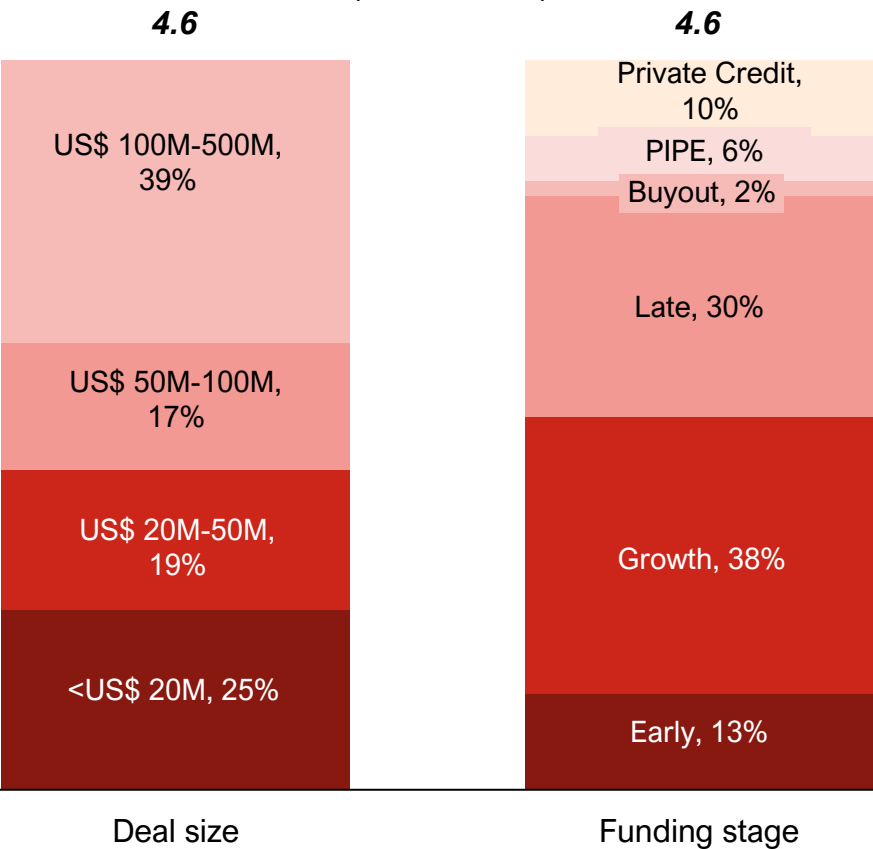 4.6
4.6
US$ 100M-500M,
39%
US$ 50M-100M,
17%
US$ 20M-50M,
19%
<US$ 20M, 25%
Private Credit,
10%
PIPE, 6%
Buyout, 2%
Late, 30%
Growth, 38%
Early, 13%
Deal size
Funding stage